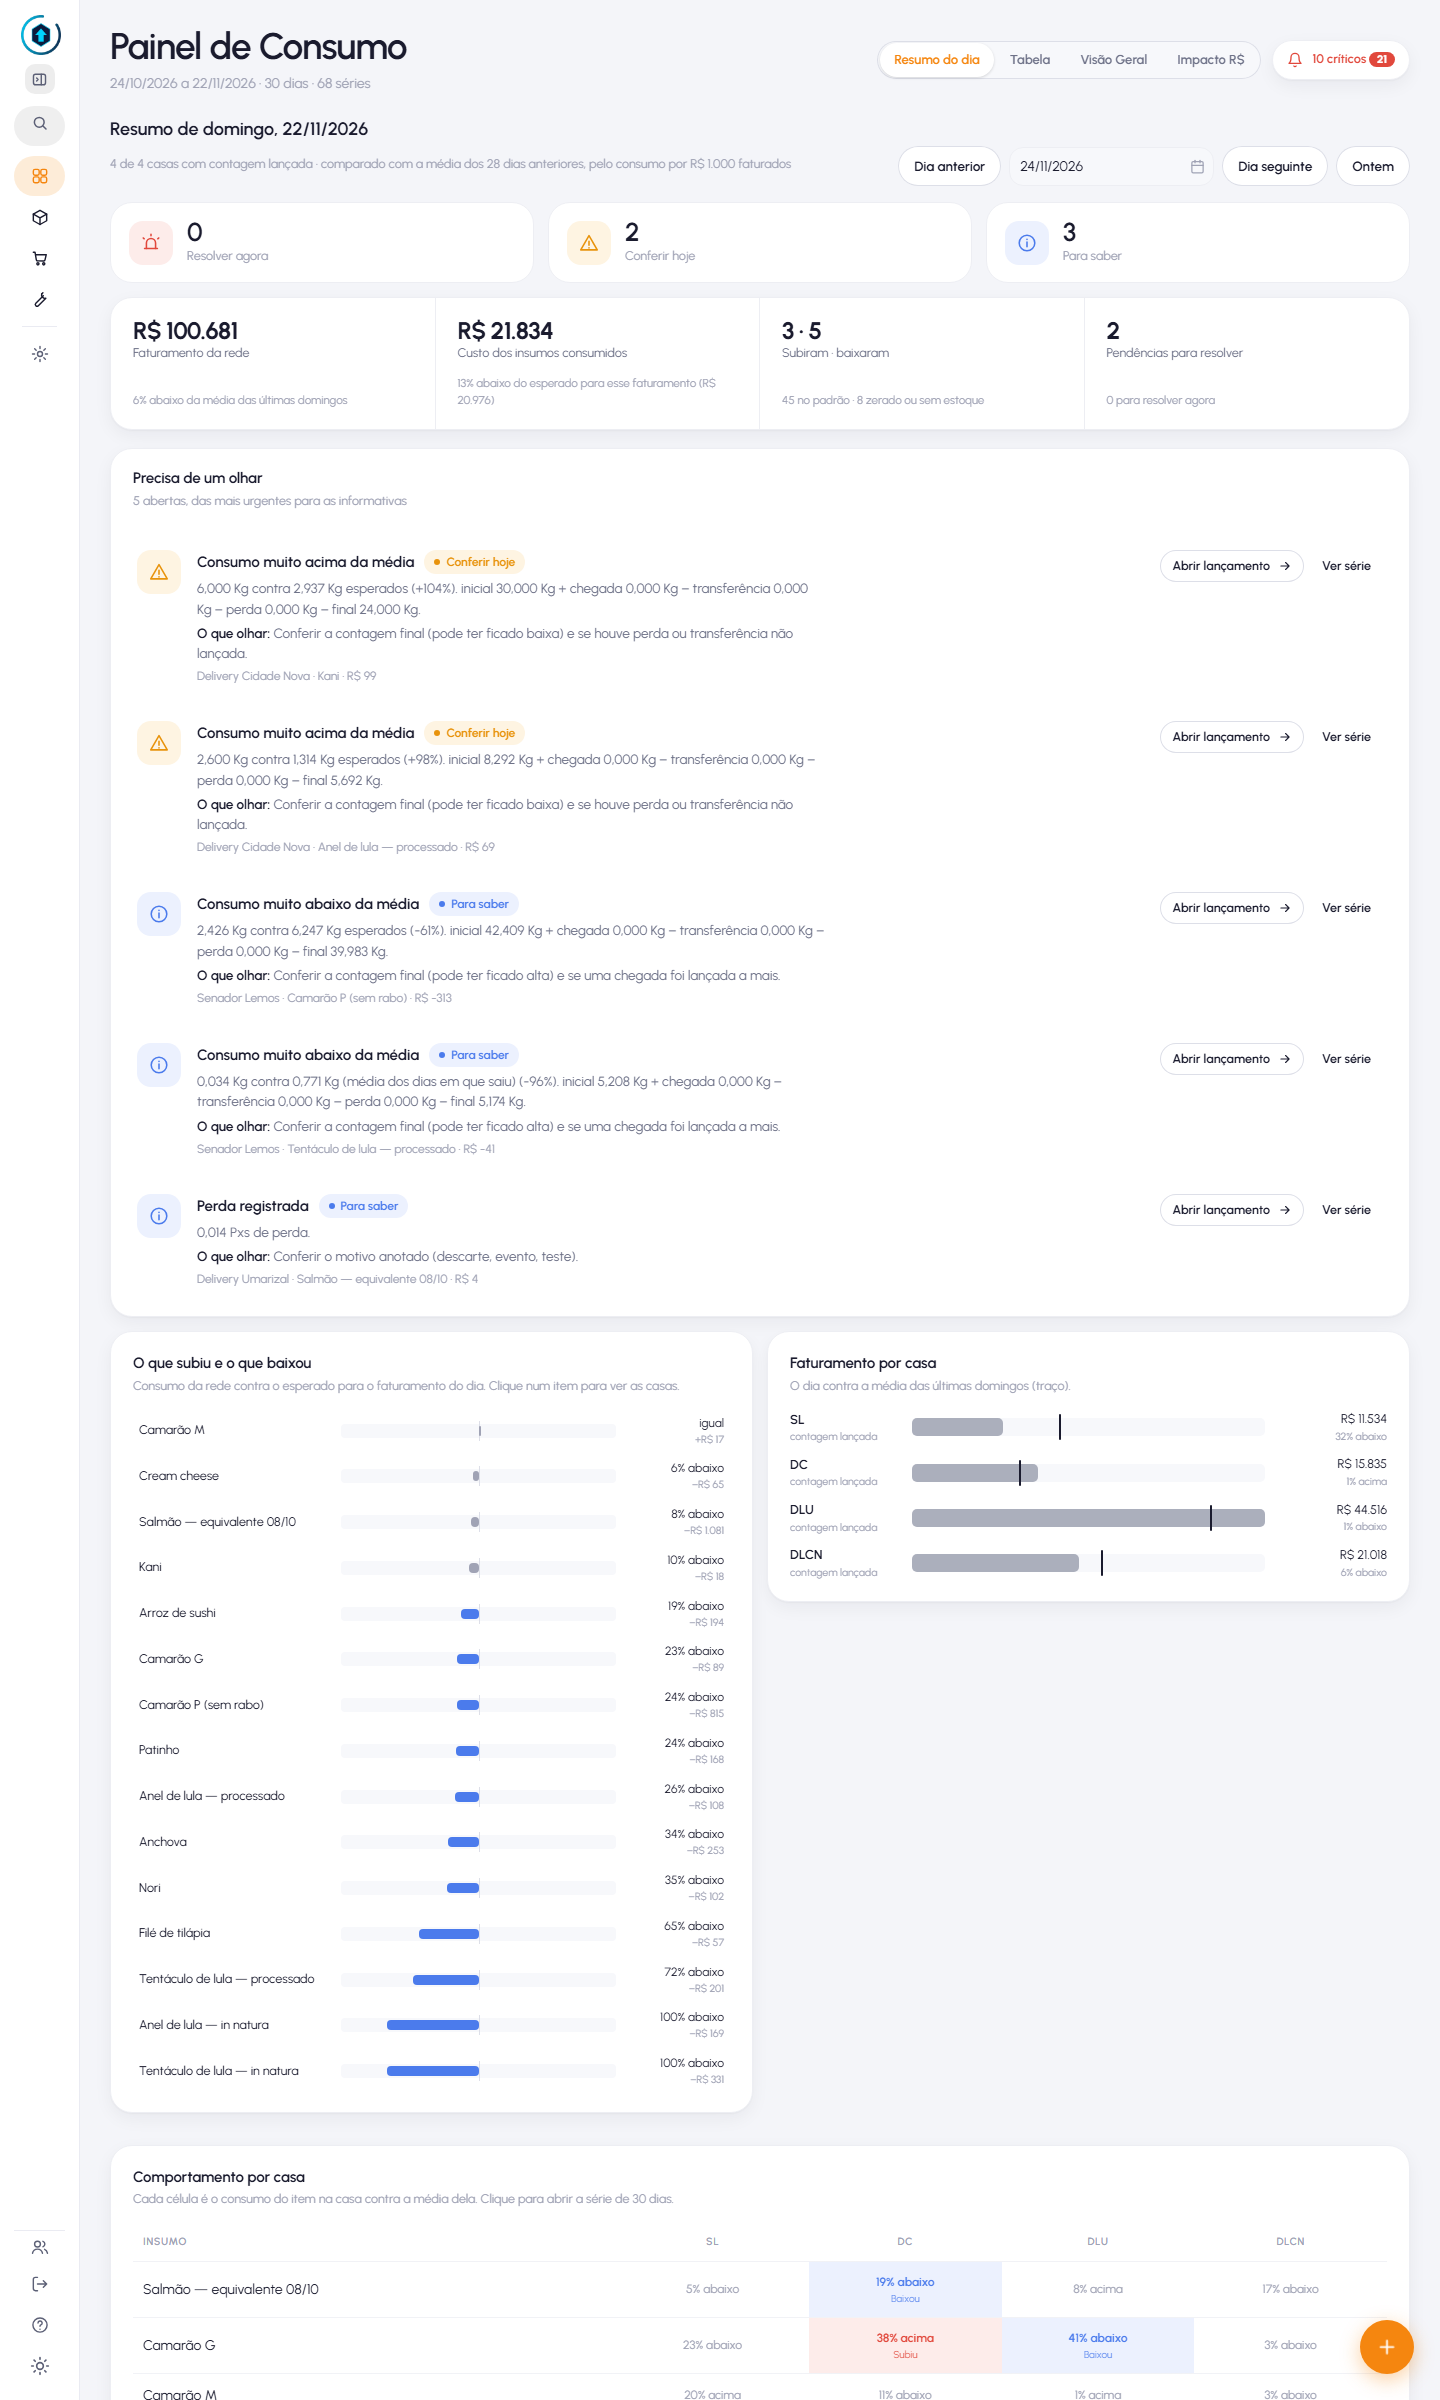 Painel de Consumo
24/10/2026 a 22/11/2026 · 30 dias · 68 séries
Resumo do dia
Tabela
Visão Geral
Impacto R$
10 críticos 21
Resumo de domingo, 22/11/2026
4 de 4 casas com contagem lançada · comparado com a média dos 28 dias anteriores, pelo consumo por R$ 1.000 faturados
Dia anterior
24/11/2026
Dia seguinte
Ontem
0
Resolver agora
2
Conferir hoje
3
Para saber
R$ 100.681
Faturamento da rede
6% abaixo da média das últimas domingos
R$ 21.834
Custo dos insumos consumidos
13% abaixo do esperado para esse faturamento (R$
20.976)
3 · 5
Subiram · baixaram
45 no padrão · 8 zerado ou sem estoque
2
Pendências para resolver
0 para resolver agora
Precisa de um olhar
5 abertas, das mais urgentes para as informativas
Consumo muito acima da média
Conferir hoje
6,000 Kg contra 2,937 Kg esperados (+104%). inicial 30,000 Kg + chegada 0,000 Kg − transferência 0,000
Kg − perda 0,000 Kg − final 24,000 Kg.
O que olhar: Conferir a contagem final (pode ter ficado baixa) e se houve perda ou transferência não
lançada.
Delivery Cidade Nova · Kani · R$ 99
Abrir lançamento →
Ver série
Consumo muito acima da média
Conferir hoje
2,600 Kg contra 1,314 Kg esperados (+98%). inicial 8,292 Kg + chegada 0,000 Kg − transferência 0,000 Kg −
perda 0,000 Kg − final 5,692 Kg.
O que olhar: Conferir a contagem final (pode ter ficado baixa) e se houve perda ou transferência não
lançada.
Delivery Cidade Nova · Anel de lula — processado · R$ 69
Abrir lançamento →
Ver série
Consumo muito abaixo da média
Para saber
2,426 Kg contra 6,247 Kg esperados (-61%). inicial 42,409 Kg + chegada 0,000 Kg − transferência 0,000 Kg −
perda 0,000 Kg − final 39,983 Kg.
O que olhar: Conferir a contagem final (pode ter ficado alta) e se uma chegada foi lançada a mais.
Senador Lemos · Camarão P (sem rabo) · R$ -313
Abrir lançamento →
Ver série
Consumo muito abaixo da média
Para saber
0,034 Kg contra 0,771 Kg (média dos dias em que saiu) (-96%). inicial 5,208 Kg + chegada 0,000 Kg −
transferência 0,000 Kg − perda 0,000 Kg − final 5,174 Kg.
O que olhar: Conferir a contagem final (pode ter ficado alta) e se uma chegada foi lançada a mais.
Senador Lemos · Tentáculo de lula — processado · R$ -41
Abrir lançamento →
Ver série
Perda registrada
Para saber
0,014 Pxs de perda.
O que olhar: Conferir o motivo anotado (descarte, evento, teste).
Delivery Umarizal · Salmão — equivalente 08/10 · R$ 4
Abrir lançamento →
Ver série
O que subiu e o que baixou
Consumo da rede contra o esperado para o faturamento do dia. Clique num item para ver as casas.
Camarão M
igual
+R$ 17
Cream cheese
6% abaixo
−R$ 65
Salmão — equivalente 08/10
8% abaixo
−R$ 1.081
Kani
10% abaixo
−R$ 18
Arroz de sushi
19% abaixo
−R$ 194
Camarão G
23% abaixo
−R$ 89
Camarão P (sem rabo)
24% abaixo
−R$ 815
Patinho
24% abaixo
−R$ 168
Anel de lula — processado
26% abaixo
−R$ 108
Anchova
34% abaixo
−R$ 253
Nori
35% abaixo
−R$ 102
Filé de tilápia
65% abaixo
−R$ 57
Tentáculo de lula — processado
72% abaixo
−R$ 201
Anel de lula — in natura
100% abaixo
−R$ 169
Tentáculo de lula — in natura
100% abaixo
−R$ 331
Faturamento por casa
O dia contra a média das últimas domingos (traço).
SL
contagem lançada
R$ 11.534
32% abaixo
DC
contagem lançada
R$ 15.835
1% acima
DLU
contagem lançada
R$ 44.516
1% abaixo
DLCN
contagem lançada
R$ 21.018
6% abaixo
Comportamento por casa
Cada célula é o consumo do item na casa contra a média dela. Clique para abrir a série de 30 dias.
INSUMO
SL
DC
DLU
DLCN
Salmão — equivalente 08/10
5% abaixo
19% abaixo
Baixou
8% acima
17% abaixo
Camarão G
23% abaixo
38% acima
Subiu
41% abaixo
Baixou
3% abaixo
Camarão M
20% acima
11% abaixo
1% acima
3% abaixo